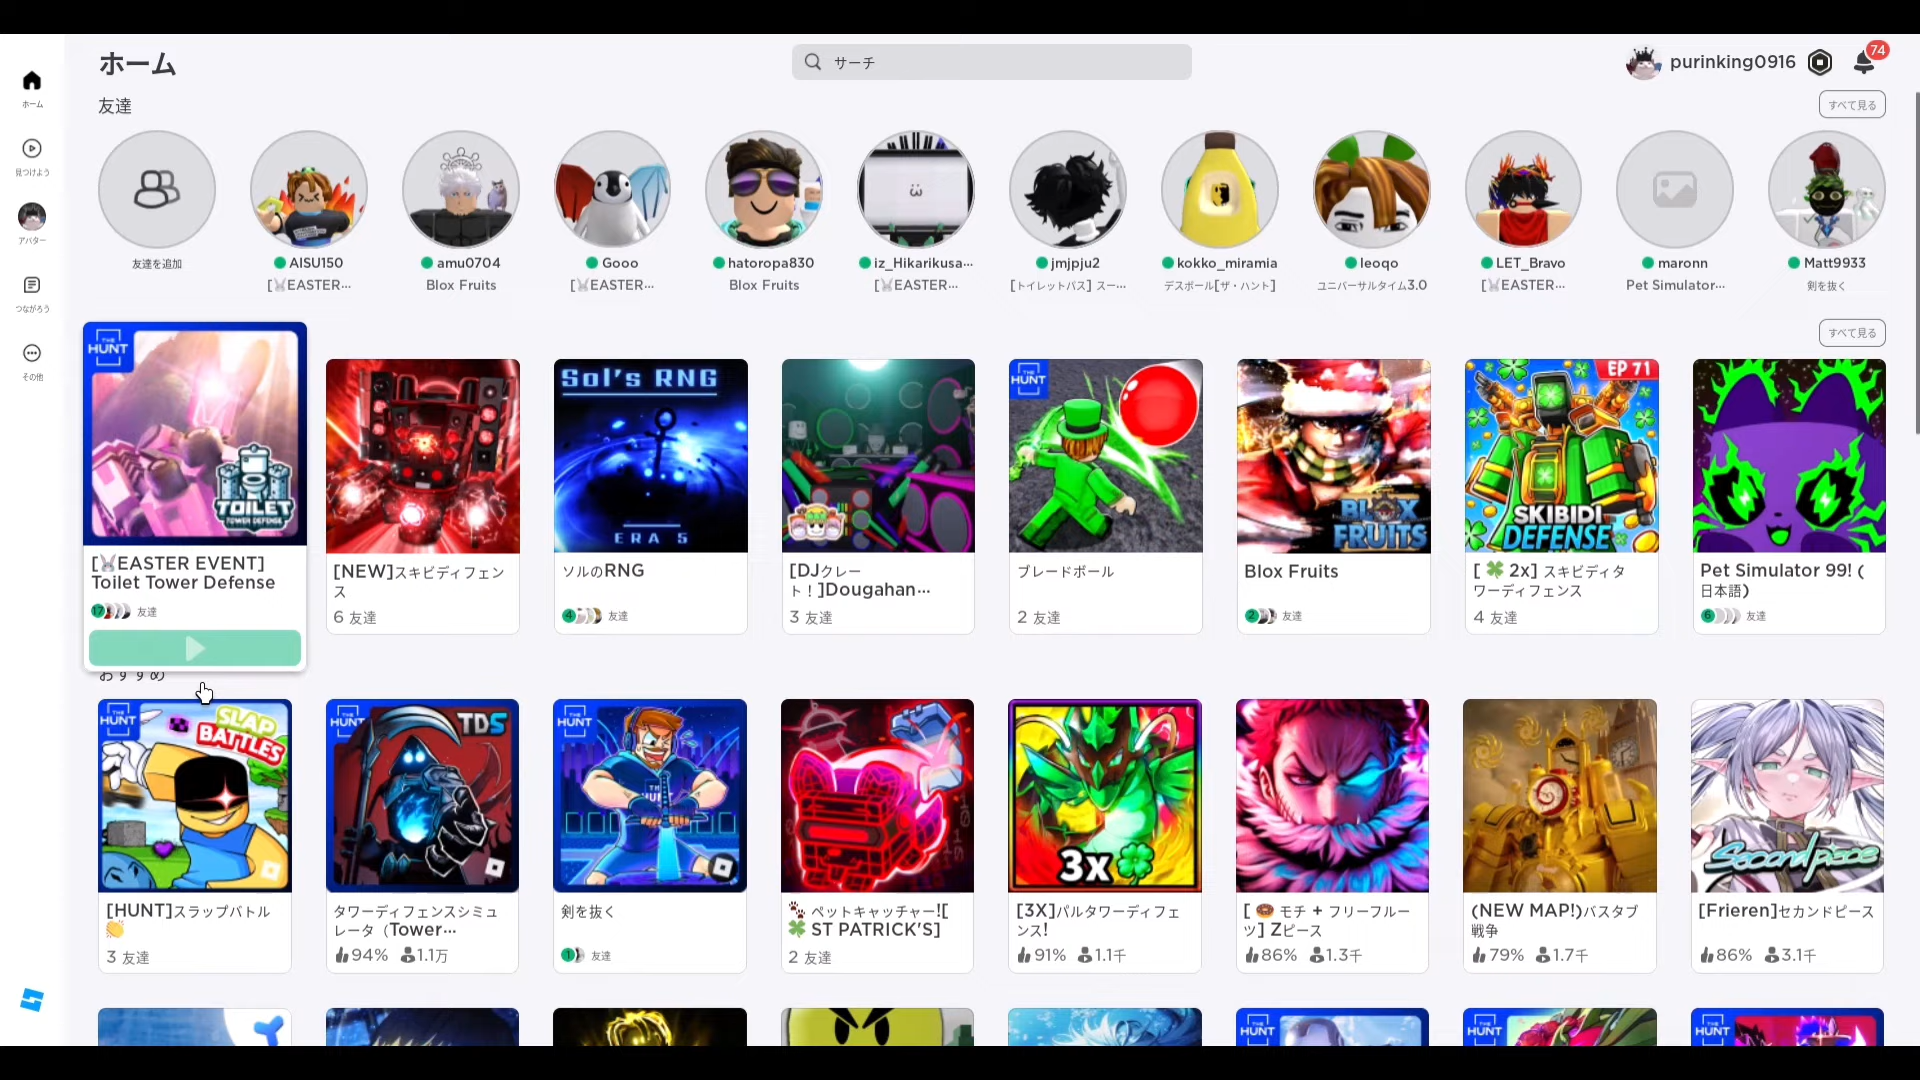 ホーム
サーチ
purinking0916
74
ホーム
見つけよう
アバター
つながろう
その他
友達
すべて見る
友達を追加
AISU150
[🐰EASTER…
amu0704
Blox Fruits
Gooo
[🐰EASTER…
hatoropa830
Blox Fruits
iz_Hikarikusa…
[🐰EASTER…
jmjpju2
[トイレットバス] スー…
kokko_miramia
デスボール[ザ・ハント]
leoqo
ユニバーサルタイム3.0
LET_Bravo
[🐰EASTER…
maronn
Pet Simulator…
Matt9933
剣を抜く
すべて見る
THE HUNT
TOILET
TOWER DEFENSE
[🐰EASTER EVENT]
Toilet Tower Defense
17
友達
[NEW]スキビディフェン
ス
6 友達
Sol's RNG
ERA 5
ソルのRNG
4
友達
[DJクレー
ト！]Dougahan…
3 友達
THE HUNT
ブレードボール
2 友達
BLOX
FRUITS
Blox Fruits
2
友達
EP 71
SKIBIDI
DEFENSE
[ 🍀 2x] スキビディタ
ワーディフェンス
4 友達
Pet Simulator 99! (
日本語)
6
友達
おすすめ
THE HUNT
SLAP
BATTLES
[HUNT]スラップバトル
👏
3 友達
THE HUNT
TDS
タワーディフェンスシミュ
レータ（Tower…
94%
1.1万
THE HUNT
THE HUNT
剣を抜く
1
友達
🐾 ペットキャッチャー![
🍀 ST PATRICK'S]
2 友達
3x
[3X]パルタワーディフェ
ンス!
91%
1.1千
[ 🍩 モチ + フリーフルー
ツ] Zピース
86%
1.3千
(NEW MAP!)バスタブ
戦争
79%
1.7千
Second piece
[Frieren]セカンドピース
86%
3.1千
THE HUNT
THE HUNT
THE HUNT